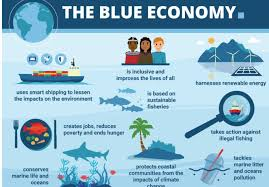 THE BLUE ECONOMY
is inclusive and
improves the lives of all
harnesses renewable
energy
uses smart shipping to lessen
the impacts on the environment
is based on
sustainable
fisheries
creates jobs, reduces
poverty and ends hunger
takes action against
illegal fishing
conserves
marine life and
oceans
protects coastal
communities from the
impacts of climate
change
tackles
marine litter
and oceans
pollution